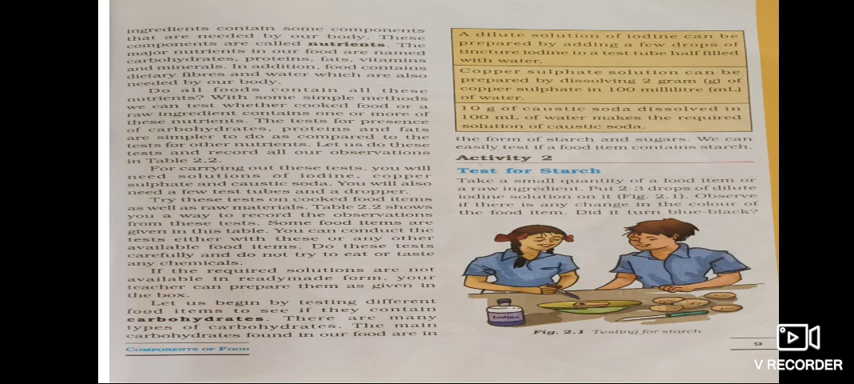 ingredients contain some components
that are needed by our body. These
components are called nutrients. The
major nutrients in our food are named
carbohydrates, proteins, fats, vitamins
and minerals. In addition, food contains
dietary fibres and water which are also
needed by our body.
Do all foods contain all these
nutrients? With some simple methods
we can test whether cooked food or a
raw ingredient contains one or more of
these nutrients. The tests for presence
of carbohydrates, proteins and fats
are simpler to do as compared to the
tests for other nutrients. Let us do these
tests and record all our observations
in Table 2.2.
For carrying out these tests, you will
need solutions of iodine, copper
sulphate and caustic soda. You will also
need a few test tubes and a dropper.
Try these tests on cooked food items
as well as raw materials. Table 2.2 shows
you a way to record the observations
from these tests. Some food items are
given in this table. You can conduct the
tests either with these or any other
available food items. Do these tests
carefully and do not try to eat or taste
any chemicals.
If the required solutions are not
available in readymade form, your
teacher can prepare them as given in
the box.
Let us begin by testing different
food items to see if they contain
carbohydrates. There are many
types of carbohydrates. The main
carbohydrates found in our food are in
COMPONENTS OF FOOD
A dilute solution of iodine can be
prepared by adding a few drops of
tincture iodine to a test tube half filled
with water.
Copper sulphate solution can be
prepared by dissolving 2 gram (g) of
copper sulphate in 100 millilitre (mL)
of water.
10 g of caustic soda dissolved in
100 mL of water makes the required
solution of caustic soda.
the form of starch and sugars. We can
easily test if a food item contains starch.
Activity 2
Test for Starch
Take a small quantity of a food item or
a raw ingredient. Put 2-3 drops of dilute
iodine solution on it (Fig. 2.1). Observe
if there is any change in the colour of
the food item. Did it turn blue-black?
Iodine
Fig. 2.1 Testing for starch
9
V RECORDER